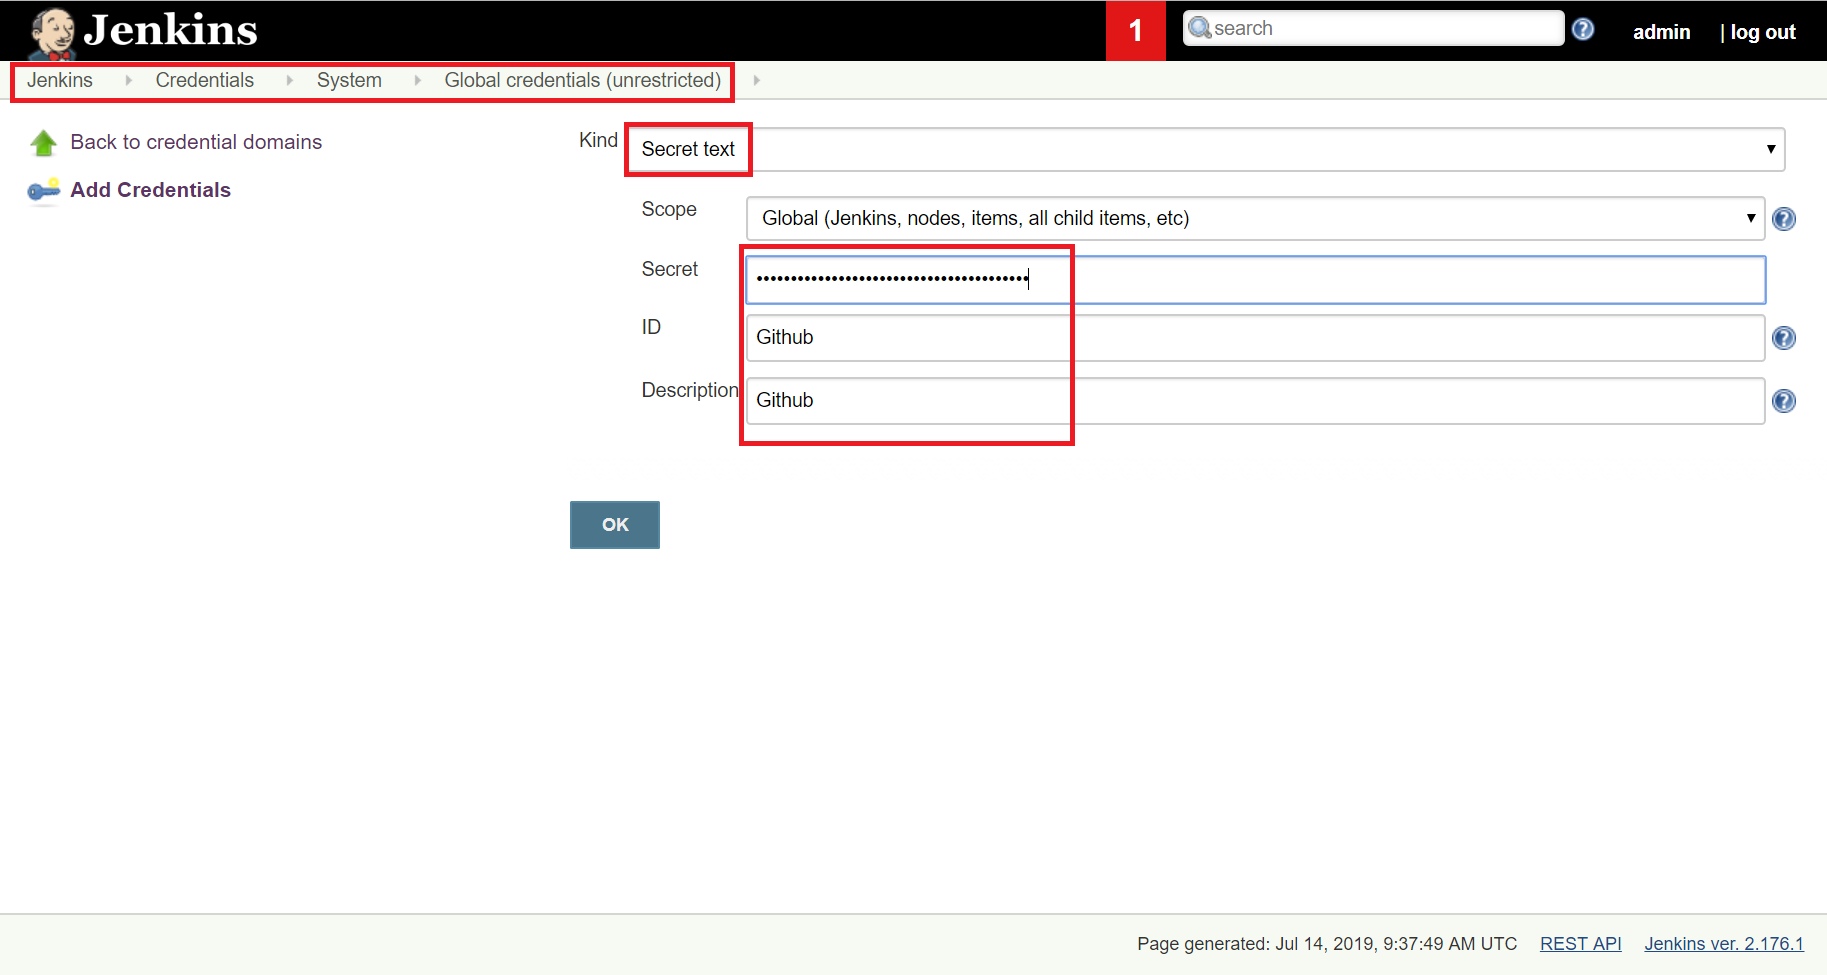 Jenkins
1
search
admin
| log out
Jenkins
Credentials
System
Global credentials (unrestricted)
Back to credential domains
Add Credentials
Kind
Secret text
Scope
Global (Jenkins, nodes, items, all child items, etc)
Secret
ID
Github
Description
Github
OK
Page generated: Jul 14, 2019, 9:37:49 AM UTC
REST API
Jenkins ver. 2.176.1